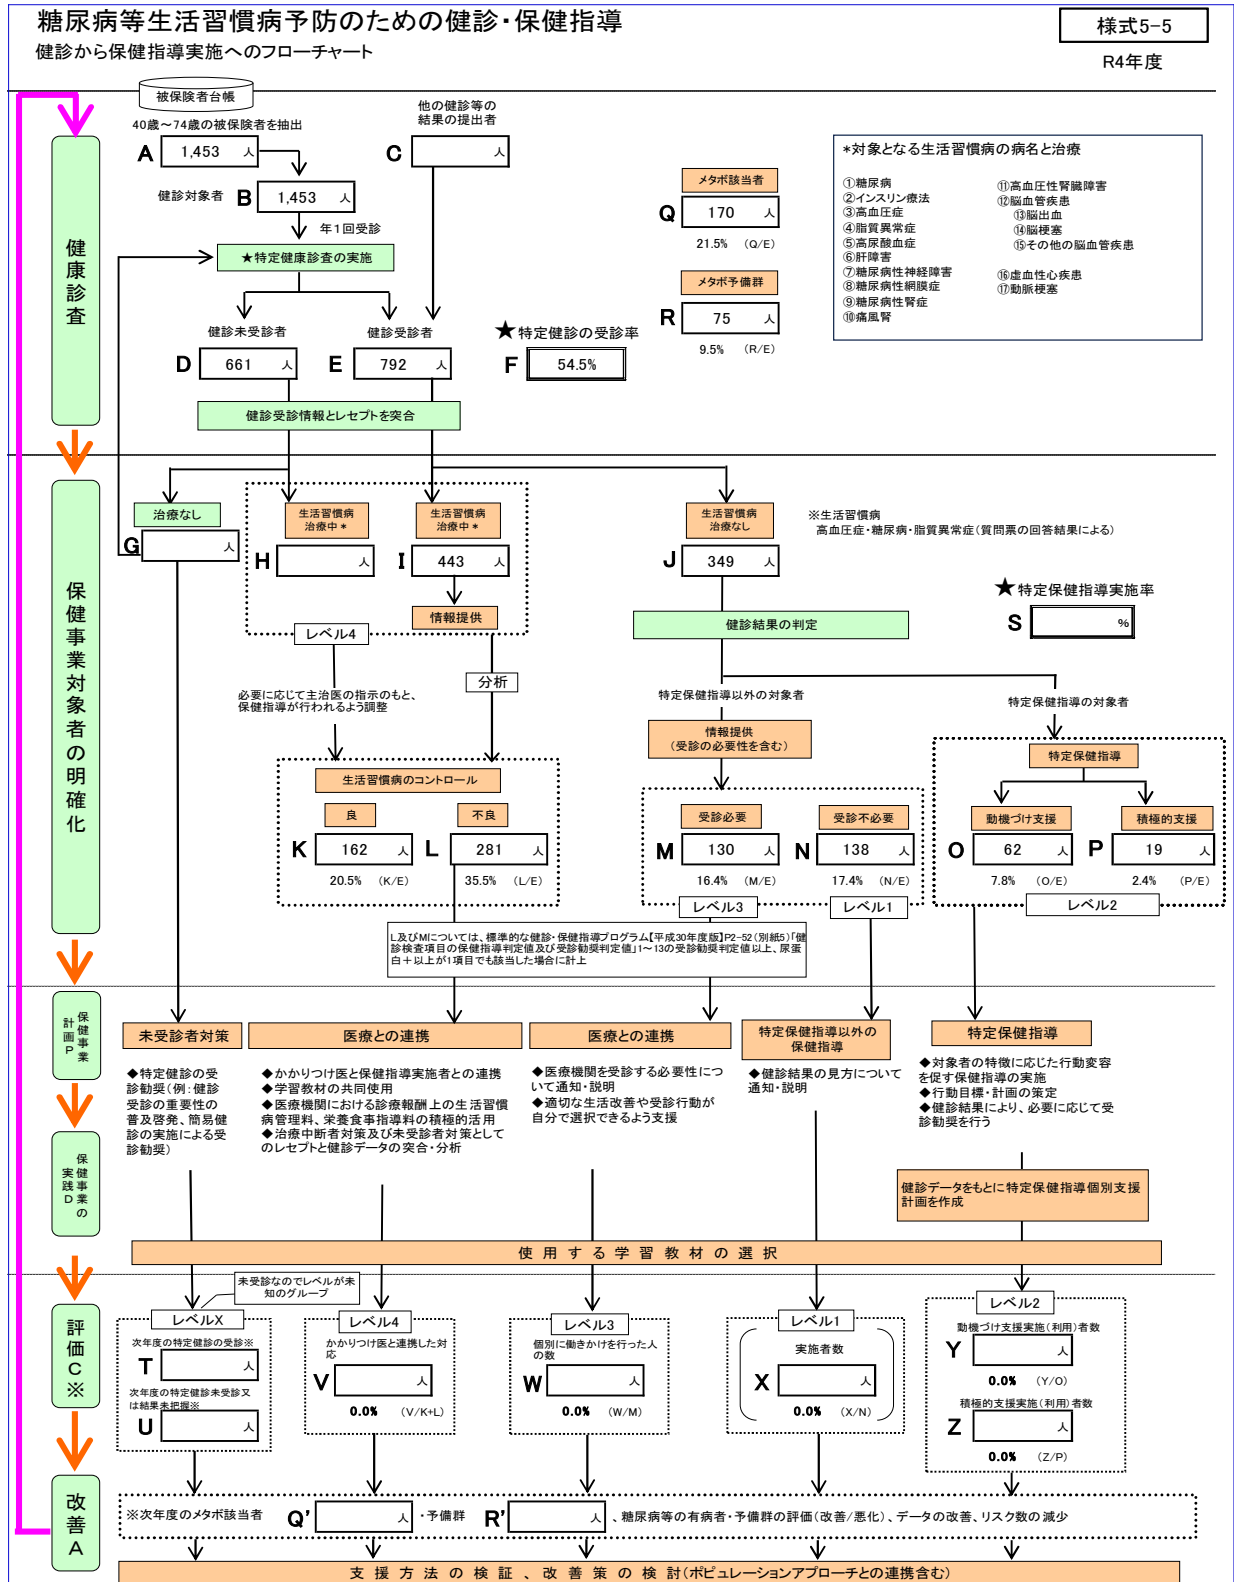 糖尿病等生活習慣病予防のための健診・保健指導
様式5-5
健診から保健指導実施へのフローチャート
R4年度
被保険者台帳
40歳～74歳の被保険者を抽出
他の健診等の
結果の提出者
A 1,453 人
C 人
健診対象者 B 1,453 人
年1回受診
★特定健康診査の実施
健康診査
メタボ該当者
Q 170 人
21.5% (Q/E)
メタボ予備群
R 75 人
9.5% (R/E)
*対象となる生活習慣病の病名と治療
①糖尿病
②インスリン療法
③高血圧症
④脂質異常症
⑤高尿酸血症
⑥肝障害
⑦糖尿病性神経障害
⑧糖尿病性網膜症
⑨糖尿病性腎症
⑩痛風腎
⑪高血圧性腎臓障害
⑫脳血管疾患
⑬脳出血
⑭脳梗塞
⑮その他の脳血管疾患
⑯虚血性心疾患
⑰動脈梗塞
健診未受診者
健診受診者
★特定健診の受診率
D 661 人
E 792 人
F 54.5%
健診受診情報とレセプトを突合
保健事業対象者の明確化
治療なし
G 人
生活習慣病
治療中*
H 人
生活習慣病
治療中*
I 443 人
情報提供
レベル4
生活習慣病
治療なし
J 349 人
※生活習慣病
高血圧症・糖尿病・脂質異常症(質問票の回答結果による)
★特定保健指導実施率
S %
健診結果の判定
分析
必要に応じて主治医の指示のもと、
保健指導が行われるよう調整
特定保健指導以外の対象者
特定保健指導の対象者
情報提供
(受診の必要性を含む)
特定保健指導
生活習慣病のコントロール
良
不良
K 162 人
L 281 人
20.5% (K/E)
35.5% (L/E)
受診必要
受診不必要
M 130 人
N 138 人
16.4% (M/E)
17.4% (N/E)
レベル3
レベル1
動機づけ支援
積極的支援
O 62 人
P 19 人
7.8% (O/E)
2.4% (P/E)
レベル2
L及びMについては、標準的な健診・保健指導プログラム【平成30年度版】P2-52(別紙5)「健
診検査項目の保健指導判定値及び受診勧奨判定値」1～13の受診勧奨判定値以上、尿蛋
白＋以上が1項目でも該当した場合に計上
保健事業
計画P
未受診者対策
医療との連携
医療との連携
特定保健指導以外の
保健指導
特定保健指導
◆特定健診の受
診勧奨(例:健診
受診の重要性の
普及啓発、簡易健
診の実施による受
診勧奨)
◆かかりつけ医と保健指導実施者との連携
◆学習教材の共同使用
◆医療機関における診療報酬上の生活習慣
病管理料、栄養食事指導料の積極的活用
◆治療中断者対策及び未受診者対策として
のレセプトと健診データの突合・分析
◆医療機関を受診する必要性につ
いて通知・説明
◆適切な生活改善や受診行動が
自分で選択できるよう支援
◆健診結果の見方について
通知・説明
◆対象者の特徴に応じた行動変容
を促す保健指導の実施
◆行動目標・計画の策定
◆健診結果により、必要に応じて受
診勧奨を行う
保健事業の
実践D
健診データをもとに特定保健指導個別支援
計画を作成
使用する学習教材の選択
評価C※
未受診なのでレベルが未
知のグループ
レベルX
次年度の特定健診の受診※
T 人
次年度の特定健診未受診又
は結果未把握※
U 人
レベル4
かかりつけ医と連携した対
応
V 人
0.0% (V/K+L)
レベル3
個別に働きかけを行った人
の数
W 人
0.0% (W/M)
レベル1
実施者数
X 人
0.0% (X/N)
レベル2
動機づけ支援実施(利用)者数
Y 人
0.0% (Y/O)
積極的支援実施(利用)者数
Z 人
0.0% (Z/P)
改善A
※次年度のメタボ該当者 Q' 人 ・予備群 R' 人 、糖尿病等の有病者・予備群の評価(改善/悪化)、データの改善、リスク数の減少
支援方法の検証、改善策の検討(ポピュレーションアプローチとの連携含む)